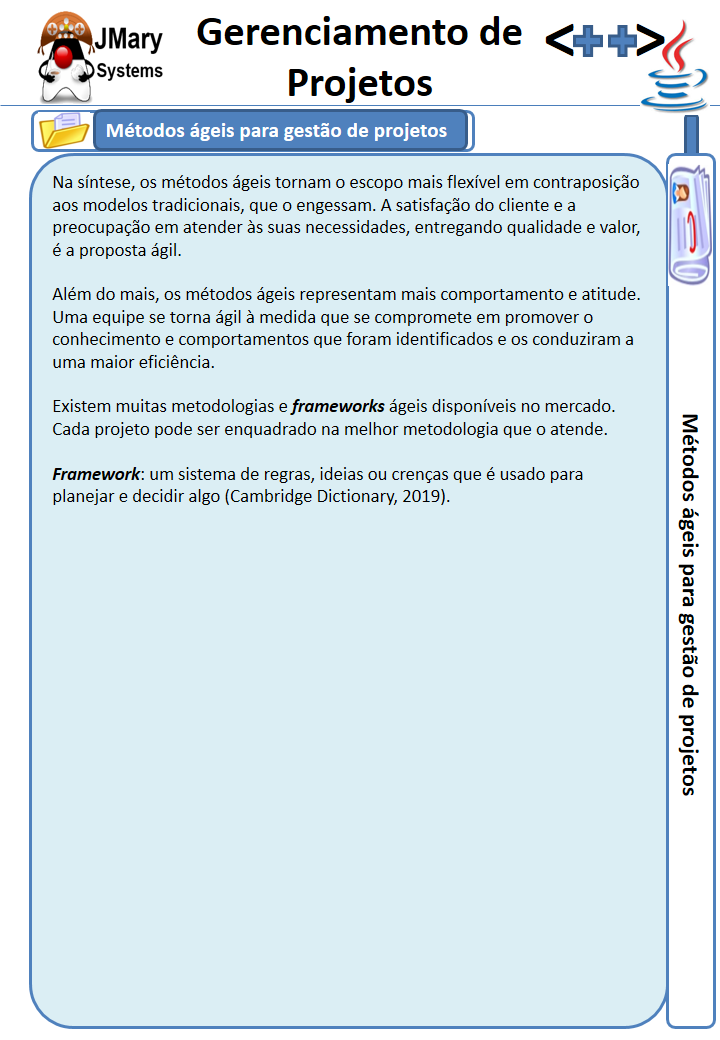 JMary
Systems
Gerenciamento de
Projetos
<++>
Métodos ágeis para gestão de projetos
Na síntese, os métodos ágeis tornam o escopo mais flexível em contraposição
aos modelos tradicionais, que o engessam. A satisfação do cliente e a
preocupação em atender às suas necessidades, entregando qualidade e valor,
é a proposta ágil.
Além do mais, os métodos ágeis representam mais comportamento e atitude.
Uma equipe se torna ágil à medida que se compromete em promover o
conhecimento e comportamentos que foram identificados e os conduziram a
uma maior eficiência.
Existem muitas metodologias e frameworks ágeis disponíveis no mercado.
Cada projeto pode ser enquadrado na melhor metodologia que o atende.
Framework: um sistema de regras, ideias ou crenças que é usado para
planejar e decidir algo (Cambridge Dictionary, 2019).
Métodos ágeis para gestão de projetos